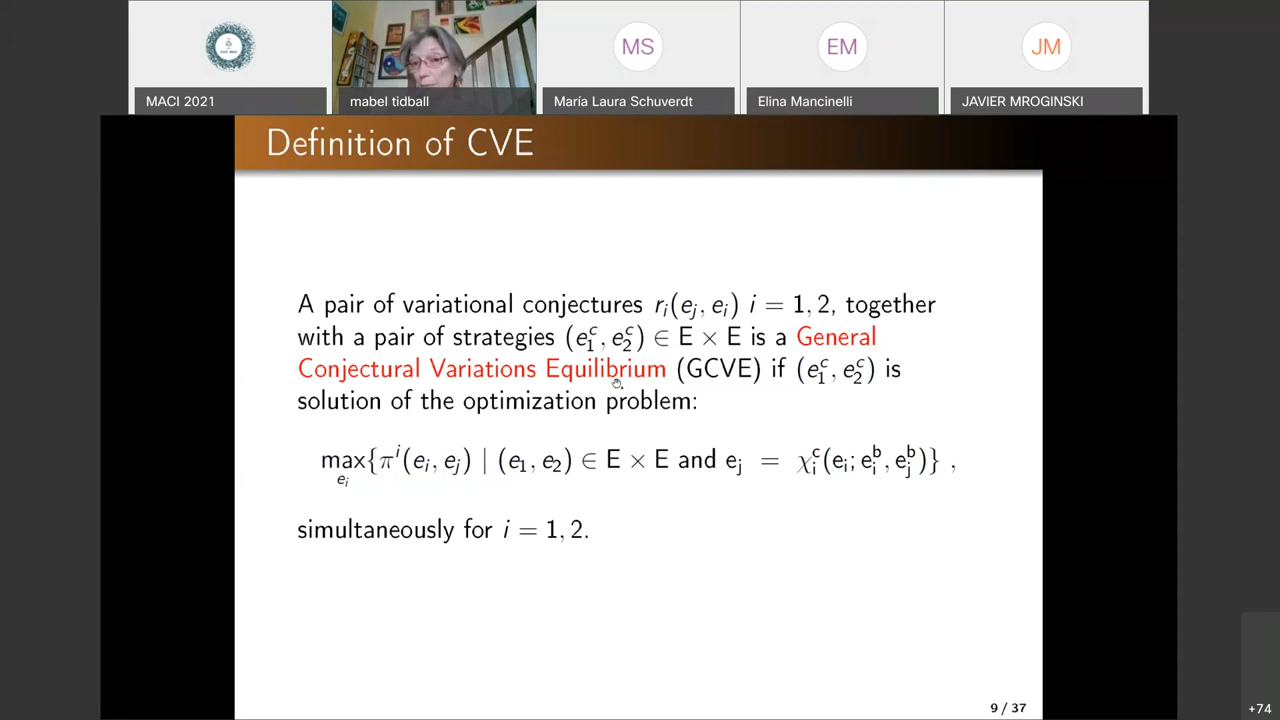 MS
EM
JM
MACI 2021
mabel tidball
María Laura Schuverdt
Elina Mancinelli
JAVIER MROGINSKI
Definition of CVE
A pair of variational conjectures r_i(e_j, e_i) i = 1, 2, together
with a pair of strategies (e_1^c, e_2^c) ∈ E × E is a General
Conjectural Variations Equilibrium (GCVE) if (e_1^c, e_2^c) is
solution of the optimization problem:
max_{e_i}{π^i(e_i, e_j) | (e_1, e_2) ∈ E × E and e_j = χ_i^c(e_i; e_i^b, e_j^b)} ,
simultaneously for i = 1, 2.
9 / 37
+74